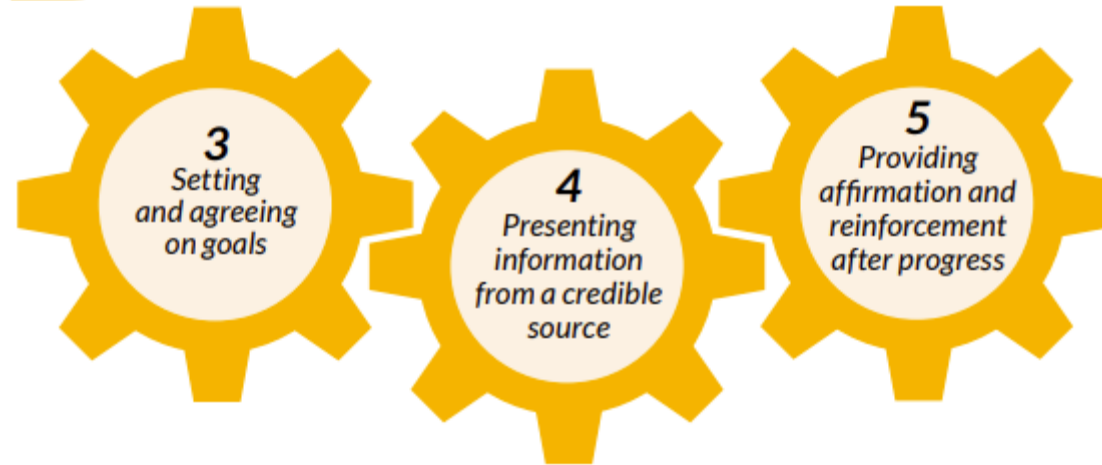 3
Setting
and agreeing
on goals
4
Presenting
information
from a credible
source
5
Providing
affirmation and
reinforcement
after progress